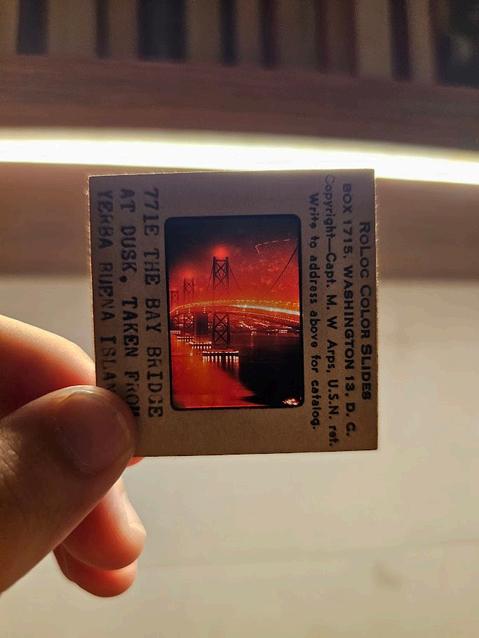 ROLOC COLOR SLIDES
BOX 1715, WASHINGTON 13, D. C.
Copyright—Capt. M. W Arps, U.S.N. ret.
Write to address above for catalog.
771E THE BAY BRIDGE
AT DUSK, TAKEN FROM
YERBA BUENA ISLAN